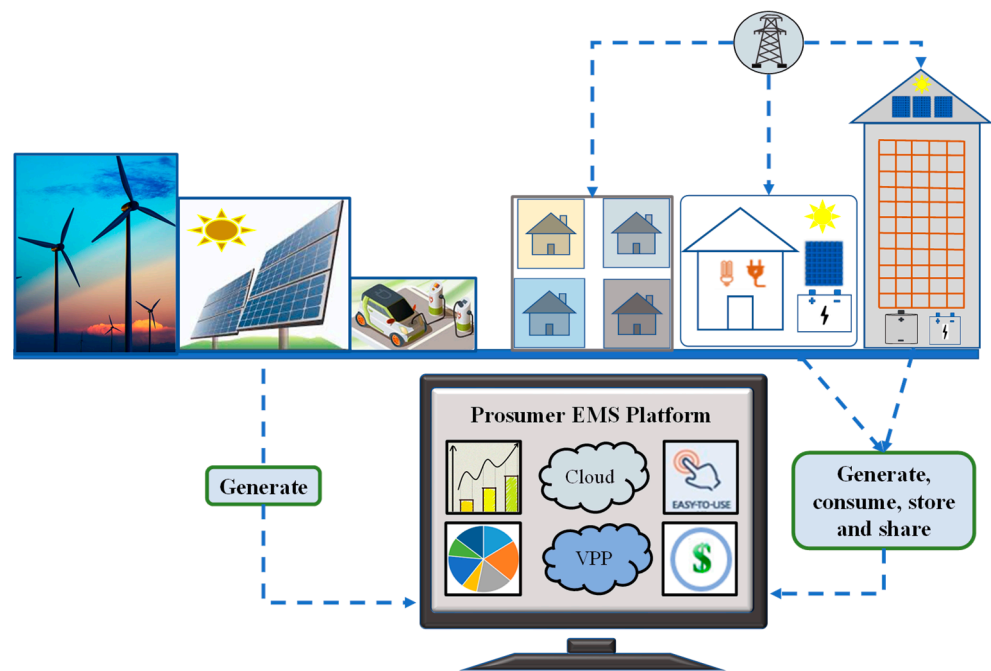 Prosumer EMS Platform
Cloud
EASY-TO-USE
VPP
$
Generate
Generate,
consume, store
and share